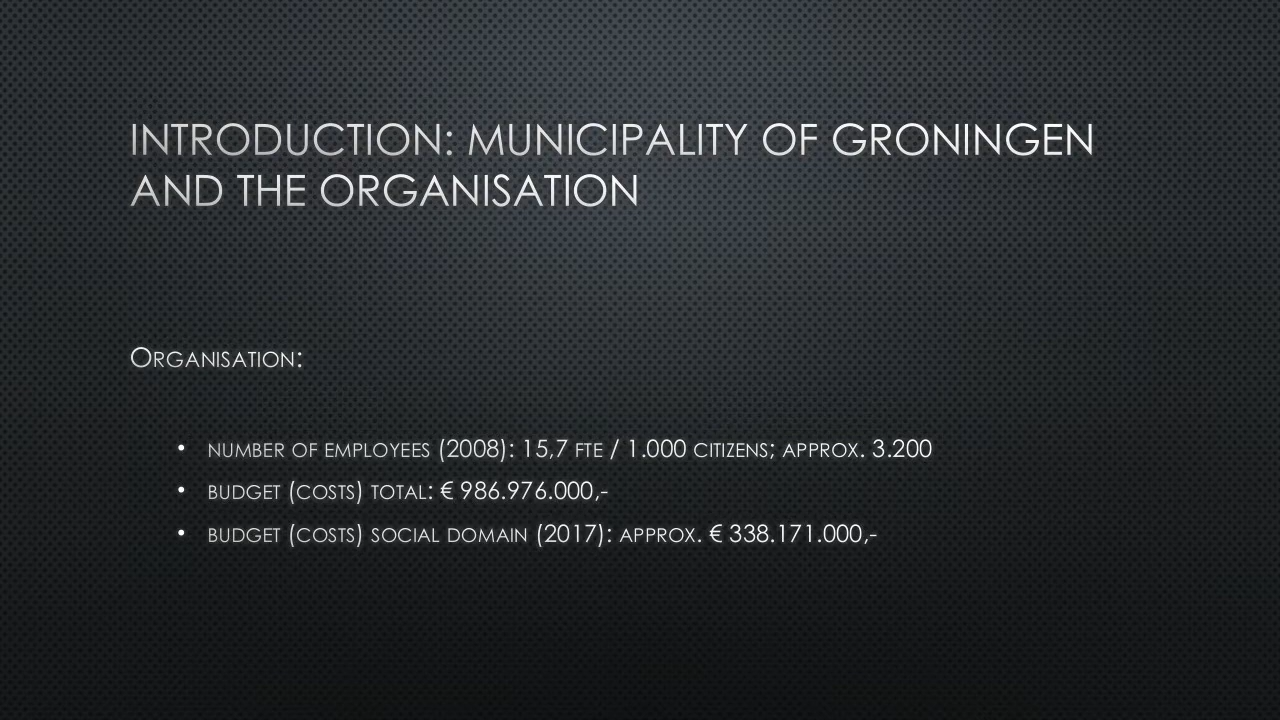 INTRODUCTION: MUNICIPALITY OF GRONINGEN
AND THE ORGANISATION
Organisation:
• number of employees (2008): 15,7 fte / 1.000 citizens; approx. 3.200
• budget (costs) total: € 986.976.000,-
• budget (costs) social domain (2017): approx. € 338.171.000,-